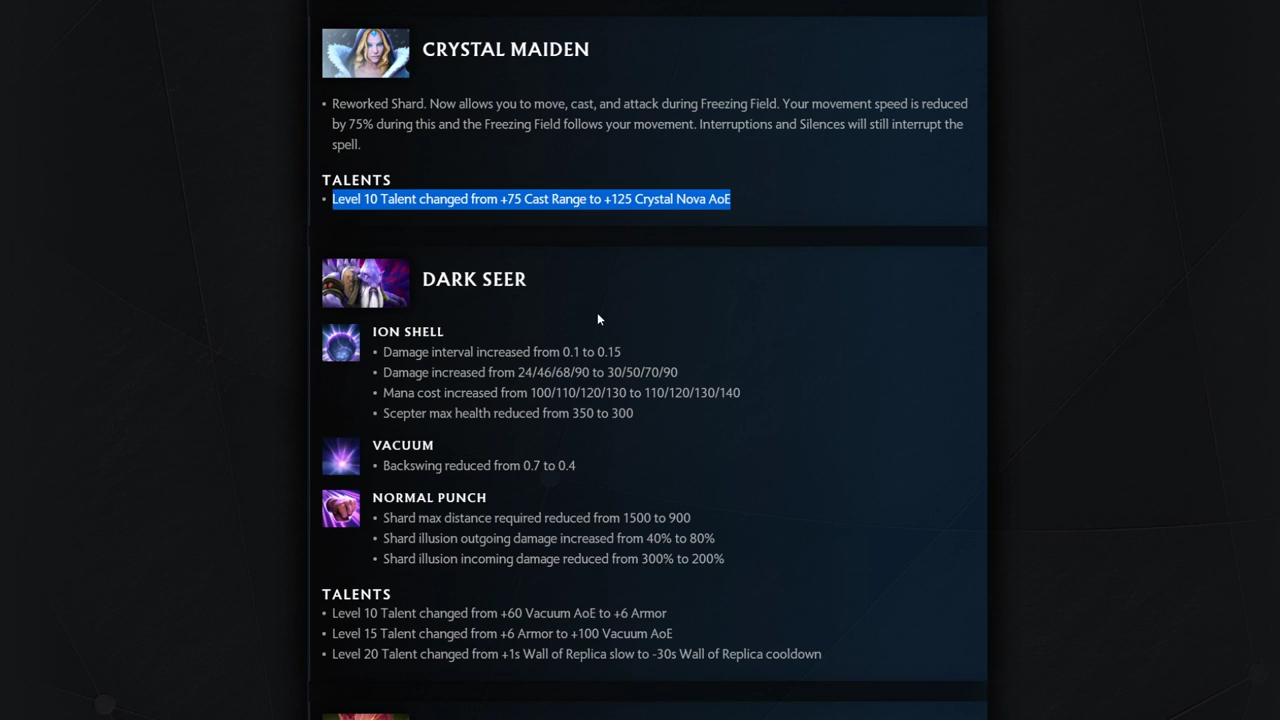 CRYSTAL MAIDEN
• Reworked Shard. Now allows you to move, cast, and attack during Freezing Field. Your movement speed is reduced
by 75% during this and the Freezing Field follows your movement. Interruptions and Silences will still interrupt the
spell.
TALENTS
• Level 10 Talent changed from +75 Cast Range to +125 Crystal Nova AoE
DARK SEER
ION SHELL
• Damage interval increased from 0.1 to 0.15
• Damage increased from 24/46/68/90 to 30/50/70/90
• Mana cost increased from 100/110/120/130 to 110/120/130/140
• Scepter max health reduced from 350 to 300
VACUUM
• Backswing reduced from 0.7 to 0.4
NORMAL PUNCH
• Shard max distance required reduced from 1500 to 900
• Shard illusion outgoing damage increased from 40% to 80%
• Shard illusion incoming damage reduced from 300% to 200%
TALENTS
• Level 10 Talent changed from +60 Vacuum AoE to +6 Armor
• Level 15 Talent changed from +6 Armor to +100 Vacuum AoE
• Level 20 Talent changed from +1s Wall of Replica slow to -30s Wall of Replica cooldown